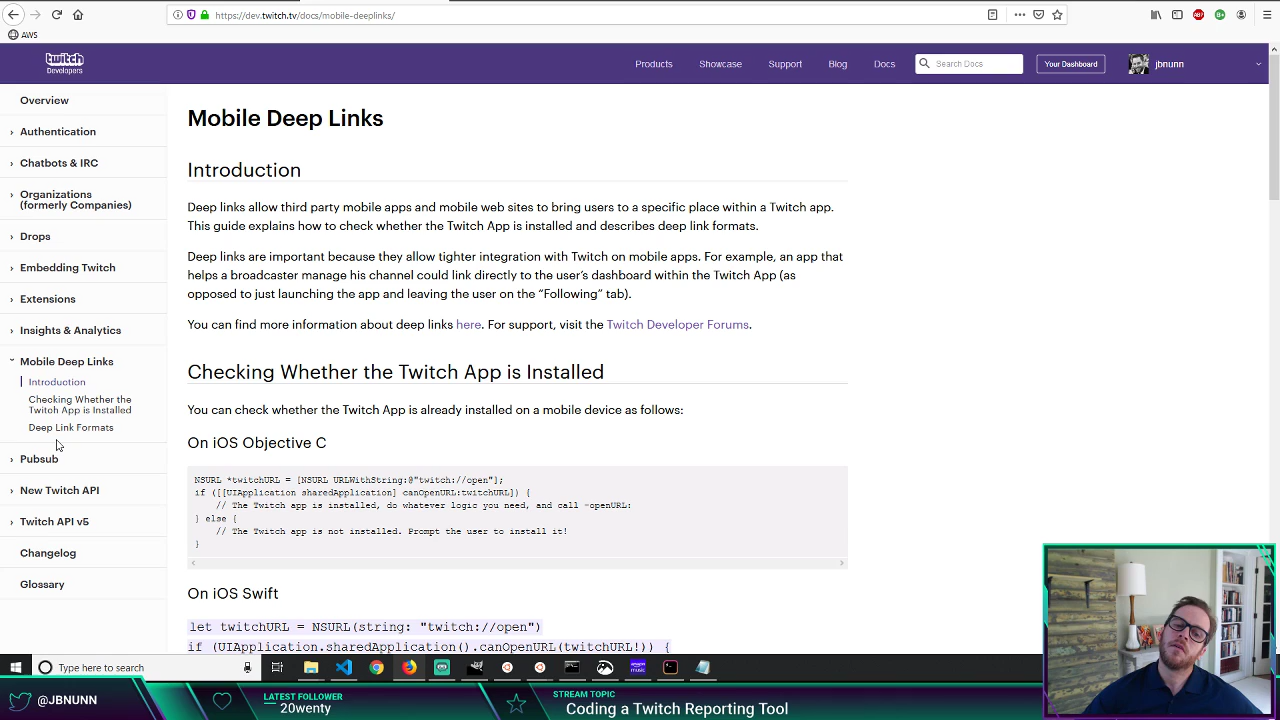 https://dev.twitch.tv/docs/mobile-deeplinks/
AWS
twitch
Developers
Products
Showcase
Support
Blog
Docs
Search Docs
Your Dashboard
jbnunn
Overview
Authentication
Chatbots & IRC
Organizations
(formerly Companies)
Drops
Embedding Twitch
Extensions
Insights & Analytics
Mobile Deep Links
Introduction
Checking Whether the
Twitch App is Installed
Deep Link Formats
Pubsub
New Twitch API
Twitch API v5
Changelog
Glossary
Mobile Deep Links
Introduction
Deep links allow third party mobile apps and mobile web sites to bring users to a specific place within a Twitch app.
This guide explains how to check whether the Twitch App is installed and describes deep link formats.
Deep links are important because they allow tighter integration with Twitch on mobile apps. For example, an app that
helps a broadcaster manage his channel could link directly to the user's dashboard within the Twitch App (as
opposed to just launching the app and leaving the user on the “Following” tab).
You can find more information about deep links here. For support, visit the Twitch Developer Forums.
Checking Whether the Twitch App is Installed
You can check whether the Twitch App is already installed on a mobile device as follows:
On iOS Objective C
NSURL *twitchURL = [NSURL URLWithString:@"twitch://open"];
if ([[UIApplication sharedApplication] canOpenURL:twitchURL]) {
// The Twitch app is installed, do whatever logic you need, and call -openURL:
} else {
// The Twitch app is not installed. Prompt the user to install it!
}
On iOS Swift
let twitchURL = NSURL(string: "twitch://open")
if (UIApplication.sharedApplication().canOpenURL(twitchURL!)) {
Type here to search
music
@JBNUNN
LATEST FOLLOWER
20wenty
STREAM TOPIC
Coding a Twitch Reporting Tool